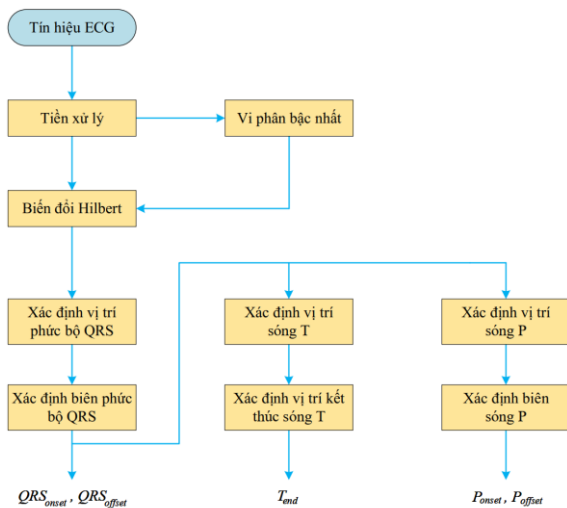 Tín hiệu ECG
Tiền xử lý
Vi phân bậc nhất
Biến đổi Hilbert
Xác định vị trí
phức bộ QRS
Xác định vị trí
sóng T
Xác định vị trí
sóng P
Xác định biên phức
bộ QRS
Xác định vị trí kết
thúc sóng T
Xác định biên
sóng P
QRSonset , QRSoffset
Tend
Ponset , Poffset